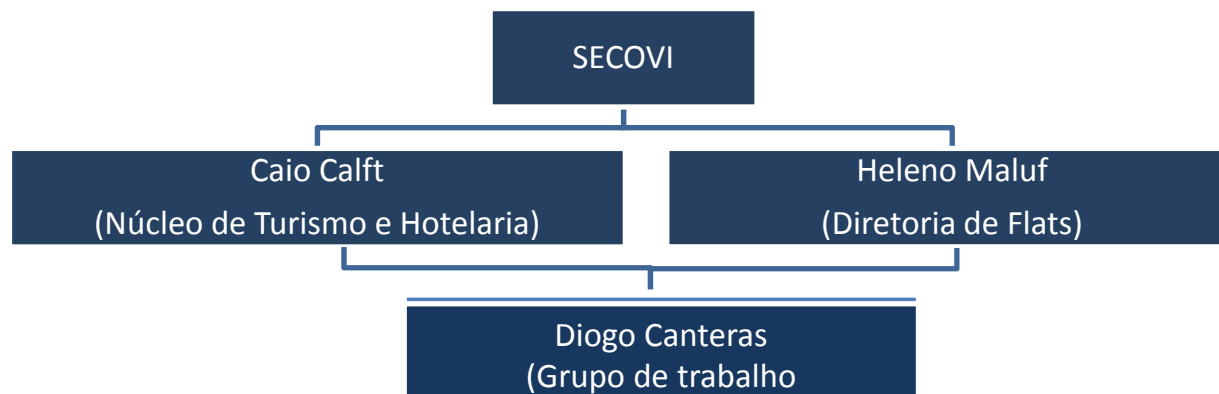 SECOVI
Caio Calft
(Núcleo de Turismo e Hotelaria)
Heleno Maluf
(Diretoria de Flats)
Diogo Canteras
(Grupo de trabalho